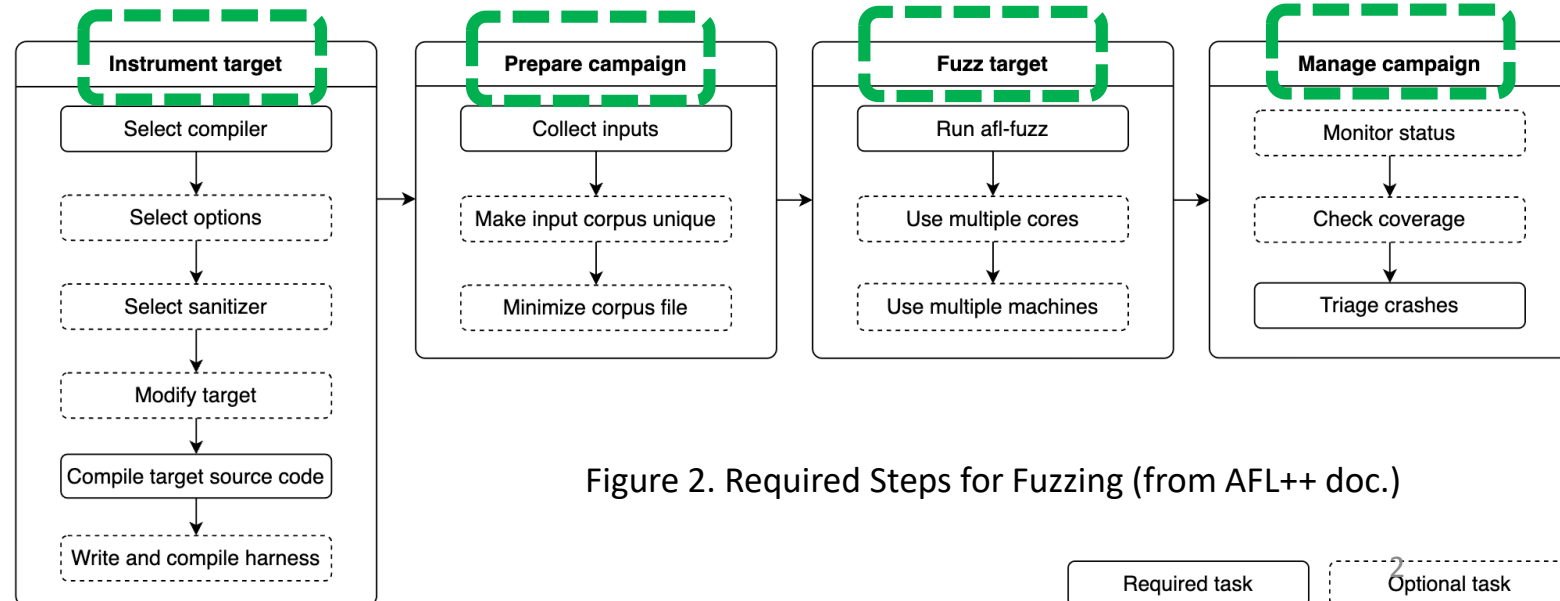 Instrument target
Select compiler
Select options
Select sanitizer
Modify target
Compile target source code
Write and compile harness
Prepare campaign
Collect inputs
Make input corpus unique
Minimize corpus file
Fuzz target
Run afl-fuzz
Use multiple cores
Use multiple machines
Manage campaign
Monitor status
Check coverage
Triage crashes
Figure 2. Required Steps for Fuzzing (from AFL++ doc.)
Required task
Optional task
2